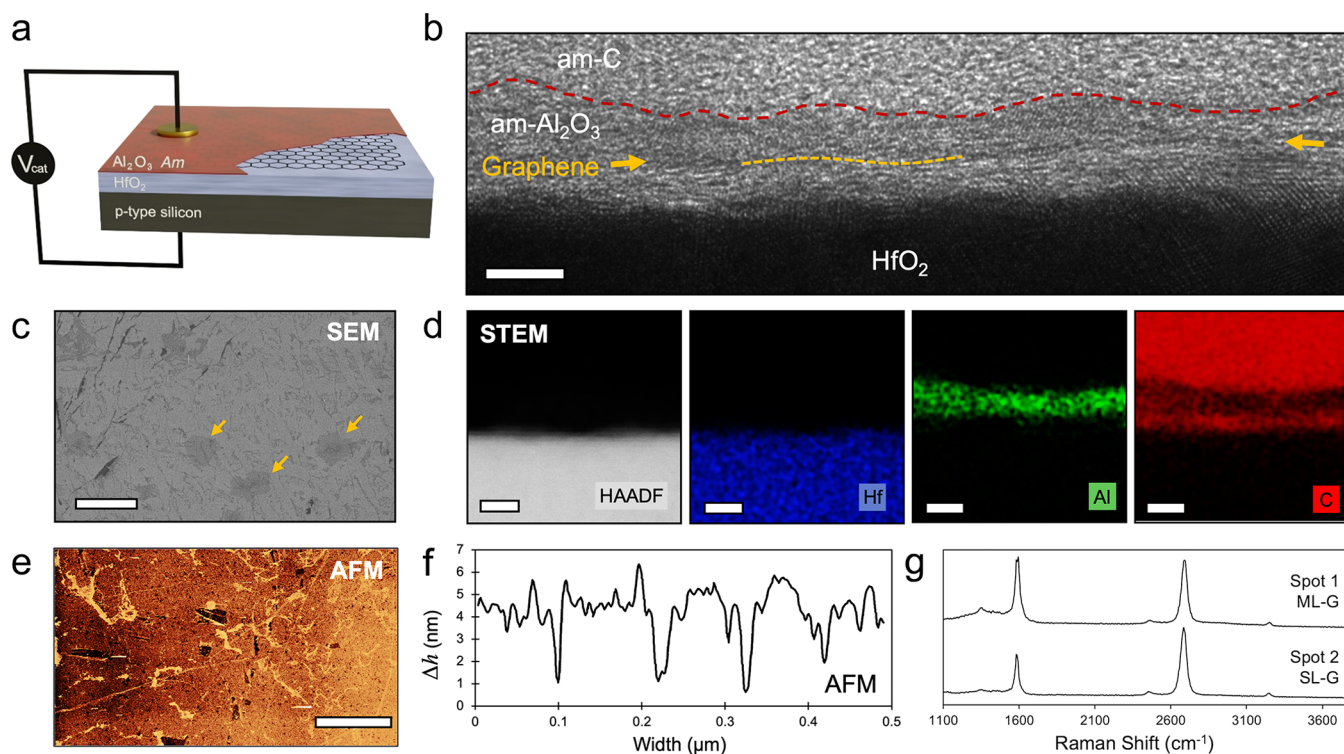 a
V_cat
Al₂O₃ Am
HfO₂
p-type silicon
b
am-C
am-Al₂O₃
Graphene
HfO₂
c
SEM
d
STEM
HAADF
Hf
Al
C
e
AFM
f
7
6
5
4
3
2
1
0
Δh (nm)
0
0.1
0.2
0.3
0.4
0.5
Width (µm)
AFM
g
Spot 1
ML-G
Spot 2
SL-G
1100
1600
2100
2600
3100
3600
Raman Shift (cm⁻¹)